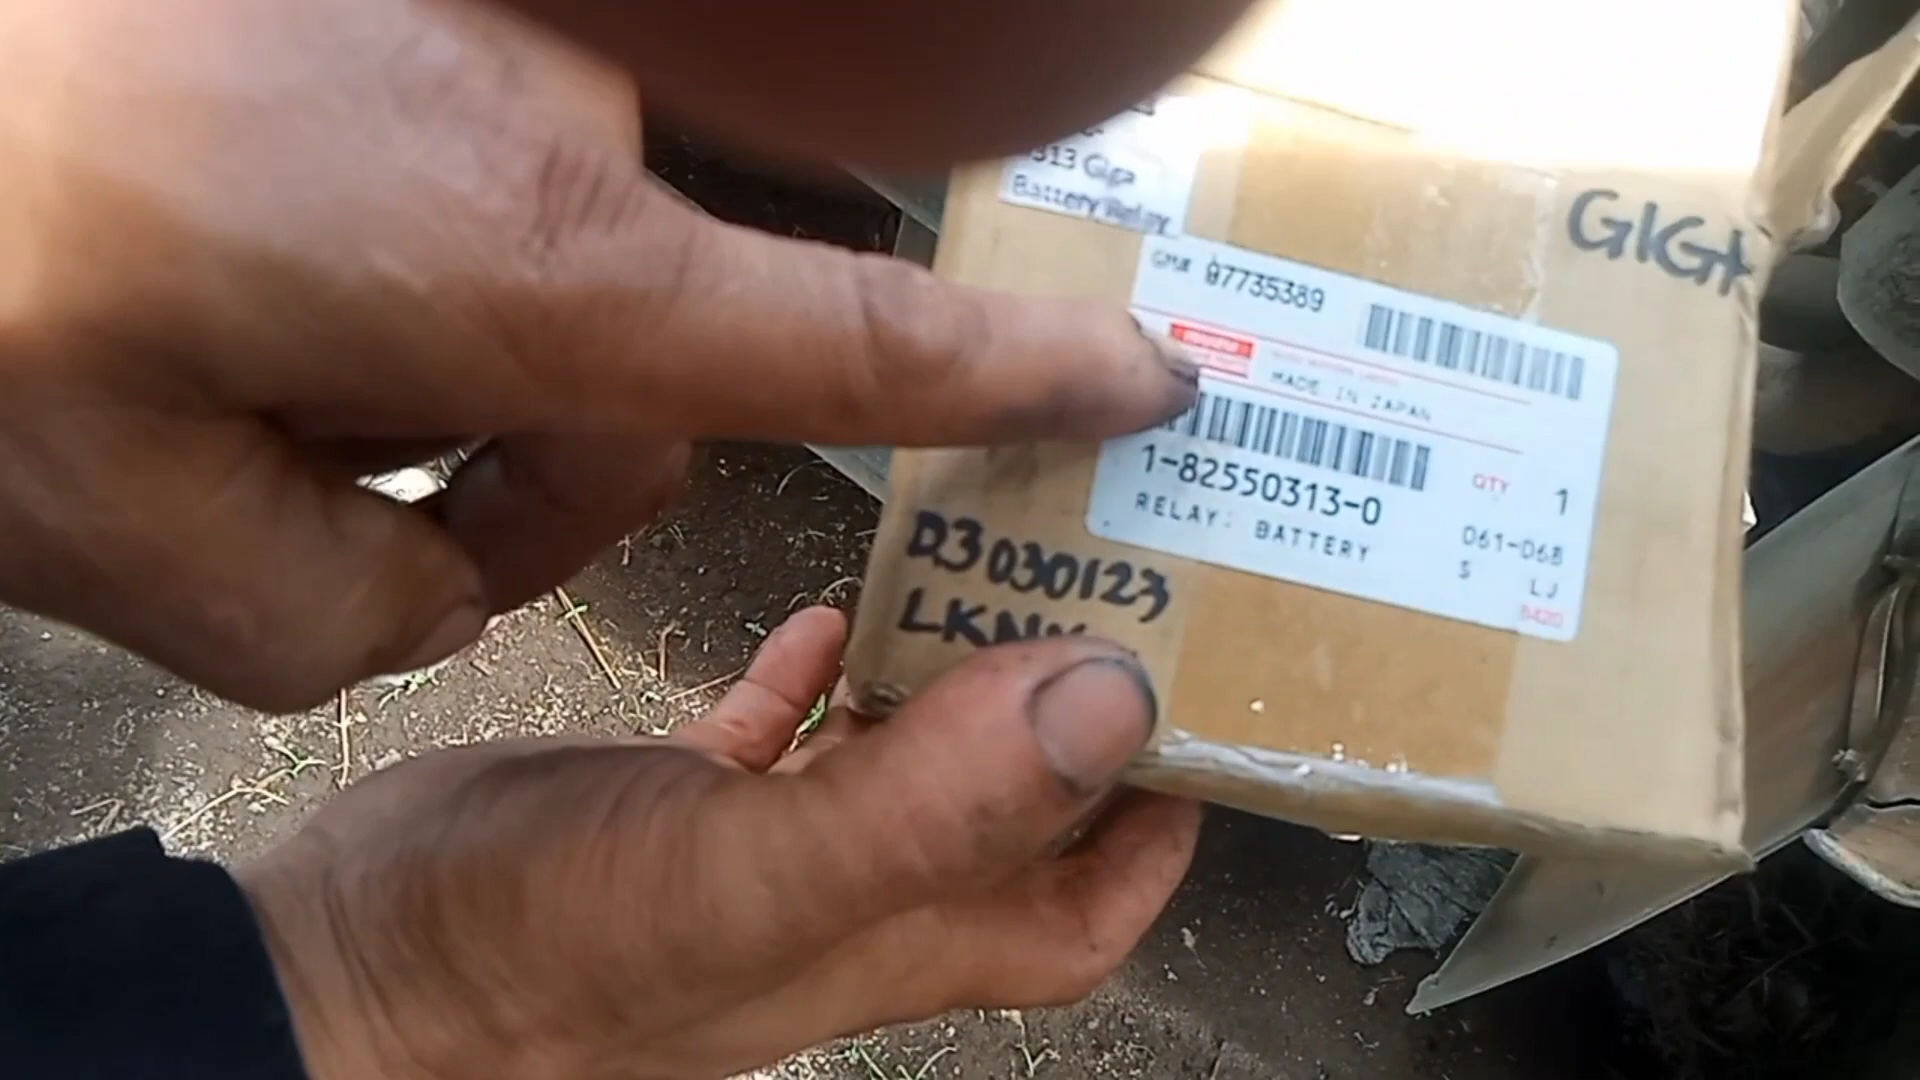 313 Giga
Battery Relay
GIGA
GM# 97735389
MADE IN JAPAN
1-82550313-0
QTY 1
RELAY: BATTERY
061-068
S LJ
D3030123